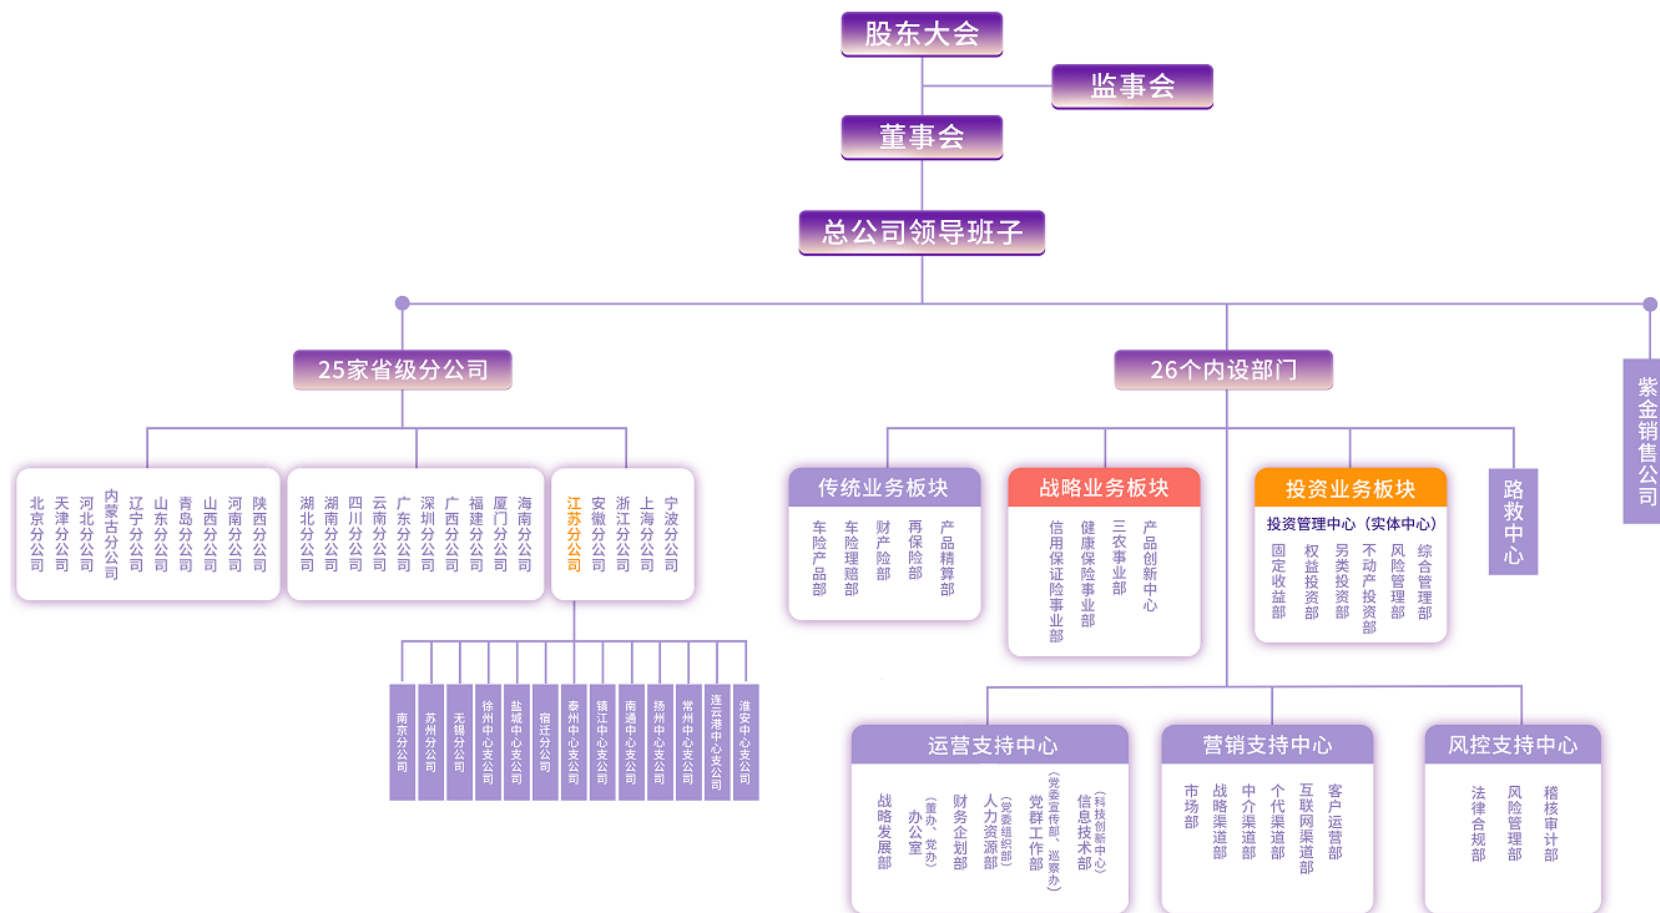 股东大会
监事会
董事会
总公司领导班子
25家省级分公司
26个内设部门
紫金销售公司
北京分公司
天津分公司
河北分公司
内蒙古分公司
辽宁分公司
山东分公司
青岛分公司
山西分公司
河南分公司
陕西分公司
湖北分公司
湖南分公司
四川分公司
云南分公司
广东分公司
深圳分公司
广西分公司
福建分公司
厦门分公司
海南分公司
江苏分公司
安徽分公司
浙江分公司
上海分公司
宁波分公司
南京分公司
苏州分公司
无锡分公司
徐州中心支公司
盐城中心支公司
宿迁分公司
泰州中心支公司
镇江中心支公司
南通中心支公司
扬州中心支公司
常州中心支公司
连云港中心支公司
淮安中心支公司
传统业务板块
车险产品部
车险理赔部
财产险部
再保险部
产品精算部
战略业务板块
信用保证险事业部
健康保险事业部
三农事业部
产品创新中心
投资业务板块
投资管理中心（实体中心）
固定收益部
权益投资部
另类投资部
不动产投资部
风险管理部
综合管理部
路救中心
运营支持中心
战略发展部
办公室
（董办、党办）
财务企划部
人力资源部
（党委组织部）
党群工作部
（党委宣传部、巡察办）
信息技术部
（科技创新中心）
营销支持中心
市场部
战略渠道部
中介渠道部
个代渠道部
互联网渠道部
客户运营部
风控支持中心
法律合规部
风险管理部
稽核审计部